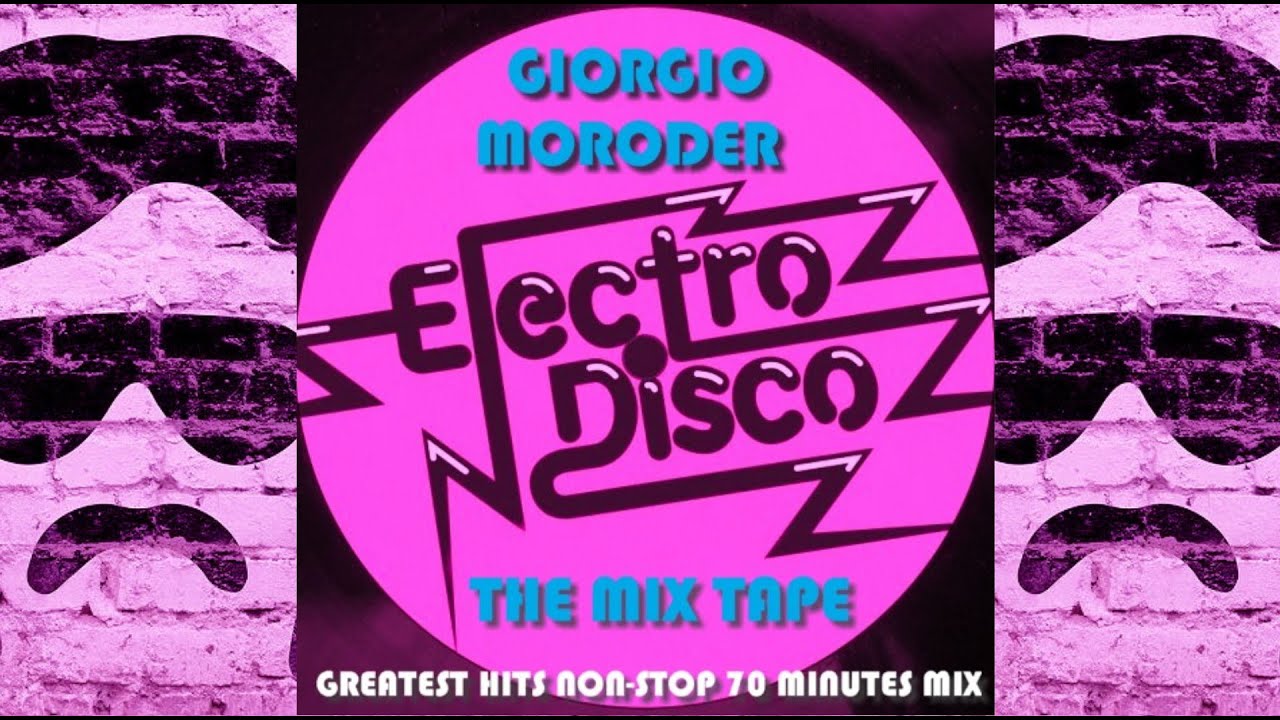 GIORGIO
MORODER
Electro
Disco
THE MIX TAPE
GREATEST HITS NON-STOP 70 MINUTES MIX